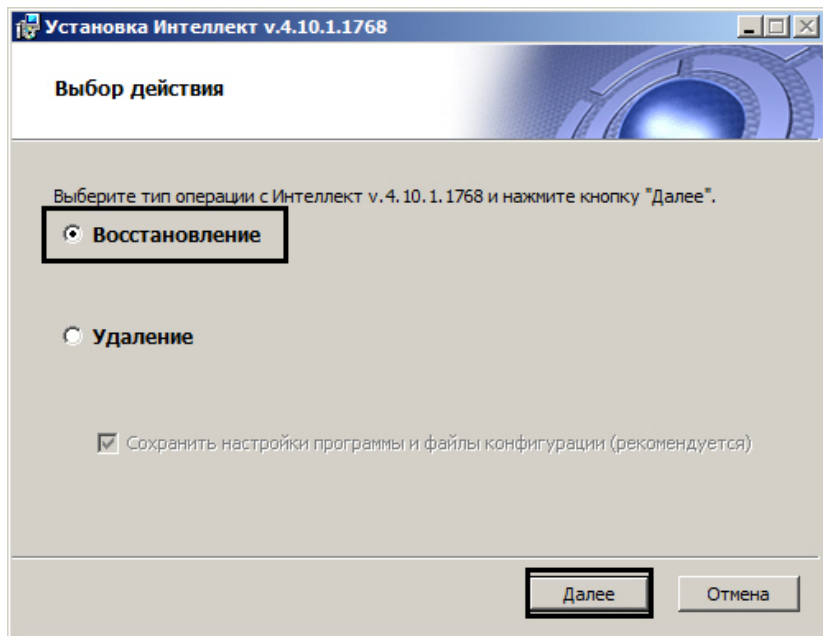 Установка Интеллект v.4.10.1.1768
Выбор действия
Выберите тип операции с Интеллект v.4.10.1.1768 и нажмите кнопку "Далее".
Восстановление
Удаление
Сохранить настройки программы и файлы конфигурации (рекомендуется)
Далее
Отмена